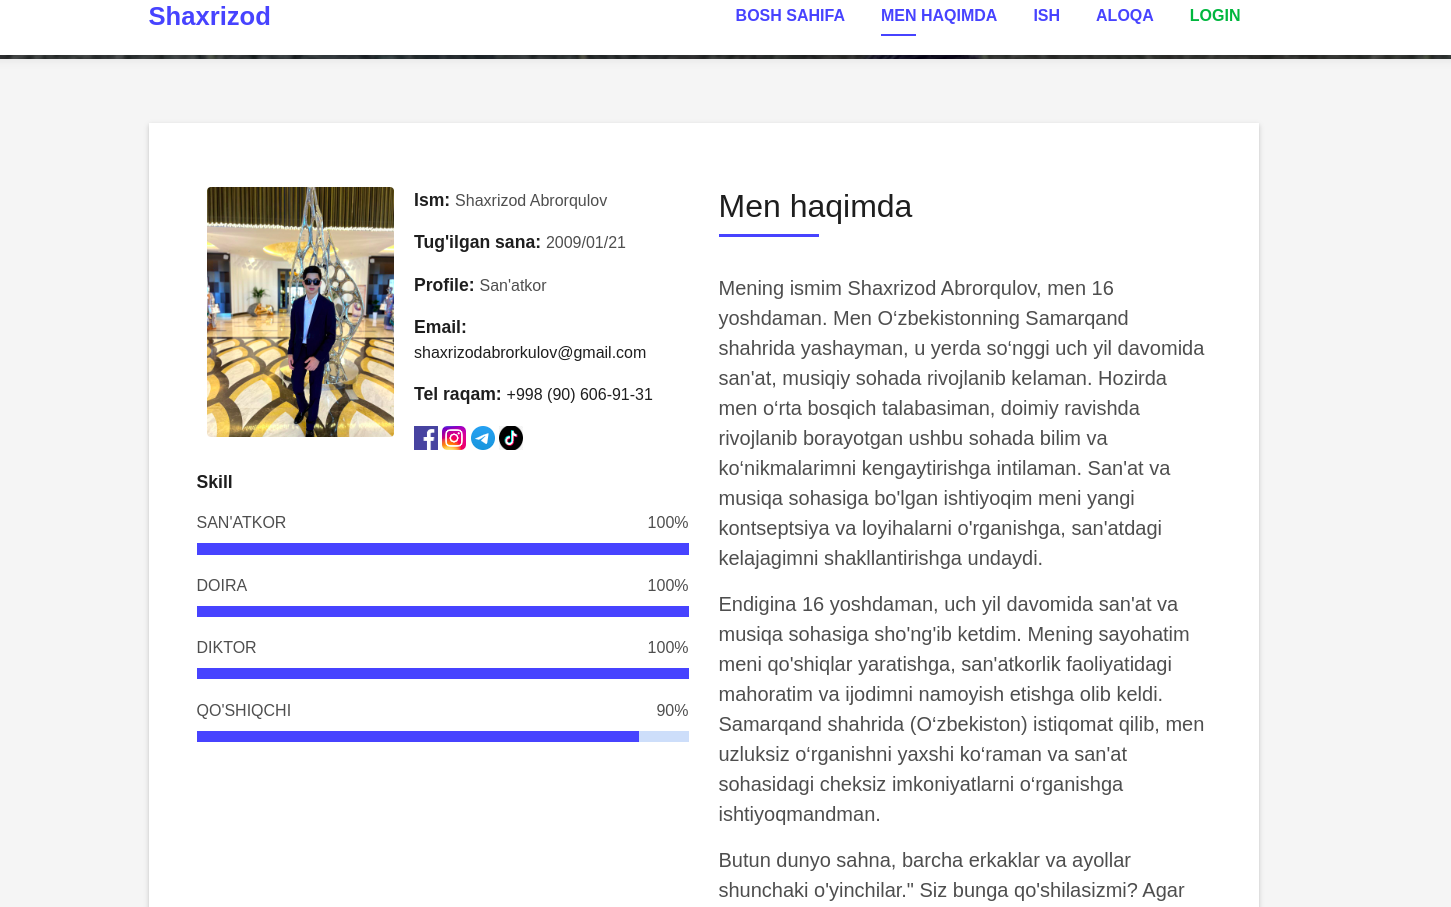 Shaxrizod
BOSH SAHIFA
MEN HAQIMDA
ISH
ALOQA
LOGIN
Ism: Shaxrizod Abrorqulov
Tug'ilgan sana: 2009/01/21
Profile: San'atkor
Email:
shaxrizodabrorkulov@gmail.com
Tel raqam: +998 (90) 606-91-31
Skill
SAN'ATKOR 100%
DOIRA 100%
DIKTOR 100%
QO'SHIQCHI 90%
Men haqimda
Mening ismim Shaxrizod Abrorqulov, men 16
yoshdaman. Men O‘zbekistonning Samarqand
shahrida yashayman, u yerda so‘nggi uch yil davomida
san'at, musiqiy sohada rivojlanib kelaman. Hozirda
men o‘rta bosqich talabasiman, doimiy ravishda
rivojlanib borayotgan ushbu sohada bilim va
ko‘nikmalarimni kengaytirishga intilaman. San'at va
musiqa sohasiga bo'lgan ishtiyoqim meni yangi
kontseptsiya va loyihalarni o'rganishga, san'atdagi
kelajagimni shakllantirishga undaydi.
Endigina 16 yoshdaman, uch yil davomida san'at va
musiqa sohasiga sho'ng'ib ketdim. Mening sayohatim
meni qo'shiqlar yaratishga, san'atkorlik faoliyatidagi
mahoratim va ijodimni namoyish etishga olib keldi.
Samarqand shahrida (O‘zbekiston) istiqomat qilib, men
uzluksiz o‘rganishni yaxshi ko‘raman va san'at
sohasidagi cheksiz imkoniyatlarni o‘rganishga
ishtiyoqmandman.
Butun dunyo sahna, barcha erkaklar va ayollar
shunchaki o'yinchilar." Siz bunga qo'shilasizmi? Agar